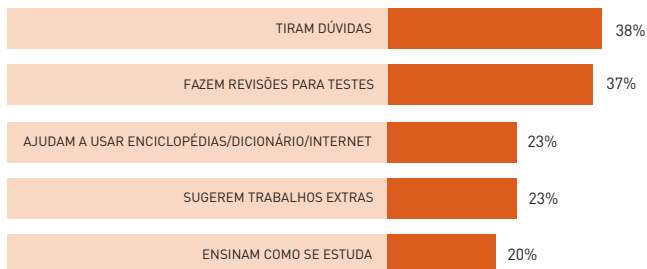 TIRAM DÚVIDAS 38%
FAZEM REVISÕES PARA TESTES 37%
AJUDAM A USAR ENCICLOPÉDIAS/DICIONÁRIO/INTERNET 23%
SUGEREM TRABALHOS EXTRAS 23%
ENSINAM COMO SE ESTUDA 20%